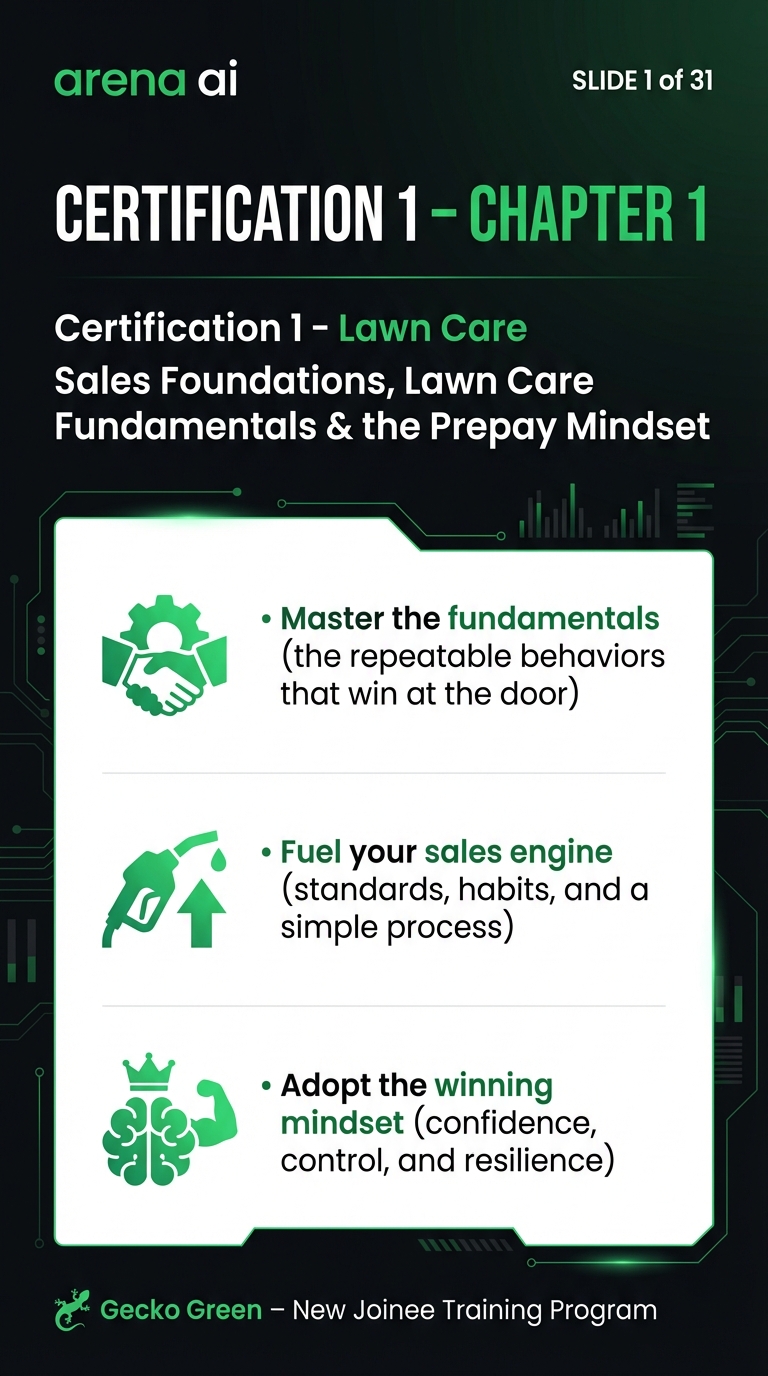 arena ai
SLIDE 1 of 31
CERTIFICATION 1 – CHAPTER 1
Certification 1 – Lawn Care
Sales Foundations, Lawn Care
Fundamentals & the Prepay Mindset
• Master the fundamentals
(the repeatable behaviors
that win at the door)
• Fuel your sales engine
(standards, habits, and a
simple process)
• Adopt the winning
mindset (confidence,
control, and resilience)
Gecko Green – New Joinee Training Program